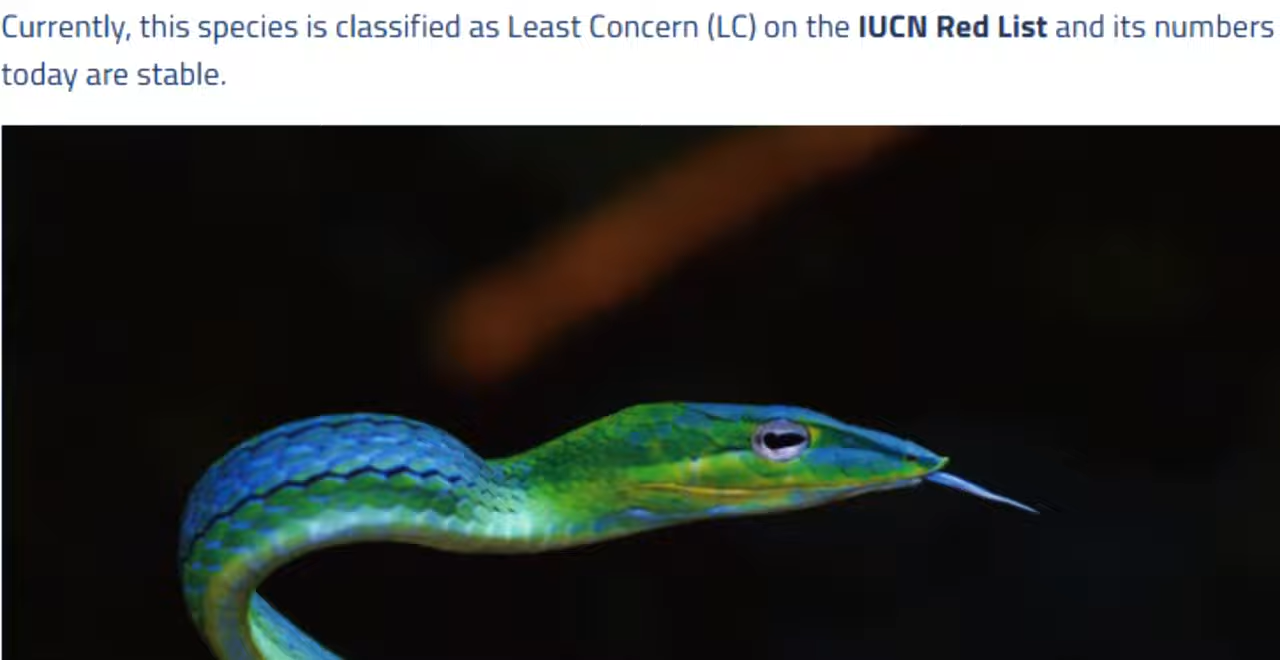 Currently, this species is classified as Least Concern (LC) on the IUCN Red List and its numbers
today are stable.